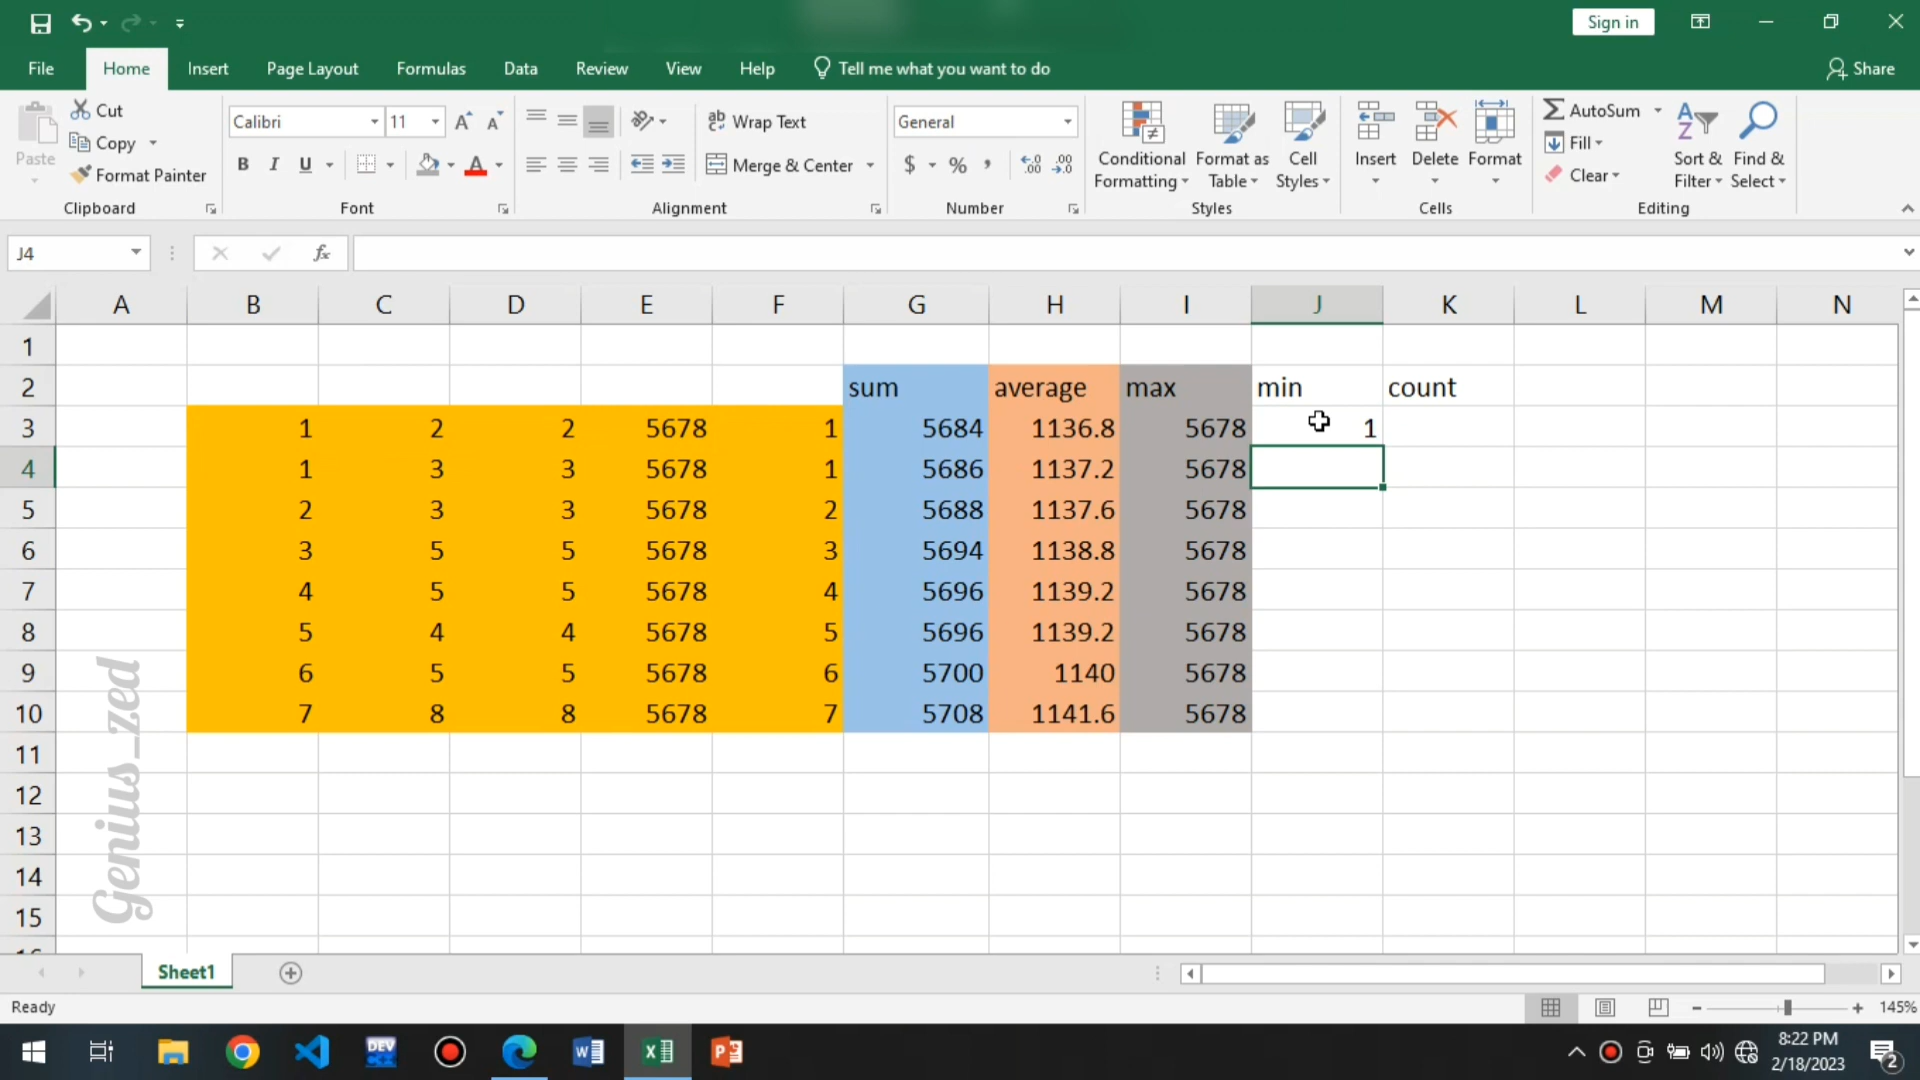 Sign in
File Home Insert Page Layout Formulas Data Review View Help Tell me what you want to do Share
Paste
Cut
Copy
Format Painter
Clipboard
Calibri 11
B I U A
Font
Wrap Text
Merge & Center
Alignment
General
$ % ,
Number
Conditional Formatting
Format as Table
Cell Styles
Styles
Insert Delete Format
Cells
AutoSum
Fill
Clear
Sort & Filter
Find & Select
Editing
J4 fx
A B C D E F G H I J K L M N
1
2 sum average max min count
3 1 2 2 5678 1 5684 1136.8 5678 1
4 1 3 3 5678 1 5686 1137.2 5678
5 2 3 3 5678 2 5688 1137.6 5678
6 3 5 5 5678 3 5694 1138.8 5678
7 4 5 5 5678 4 5696 1139.2 5678
8 5 4 4 5678 5 5696 1139.2 5678
9 6 5 5 5678 6 5700 1140 5678
10 7 8 8 5678 7 5708 1141.6 5678
11
12
13
14
15
Genius_zed
Sheet1
Ready
145%
DEV
8:22 PM
2/18/2023
2